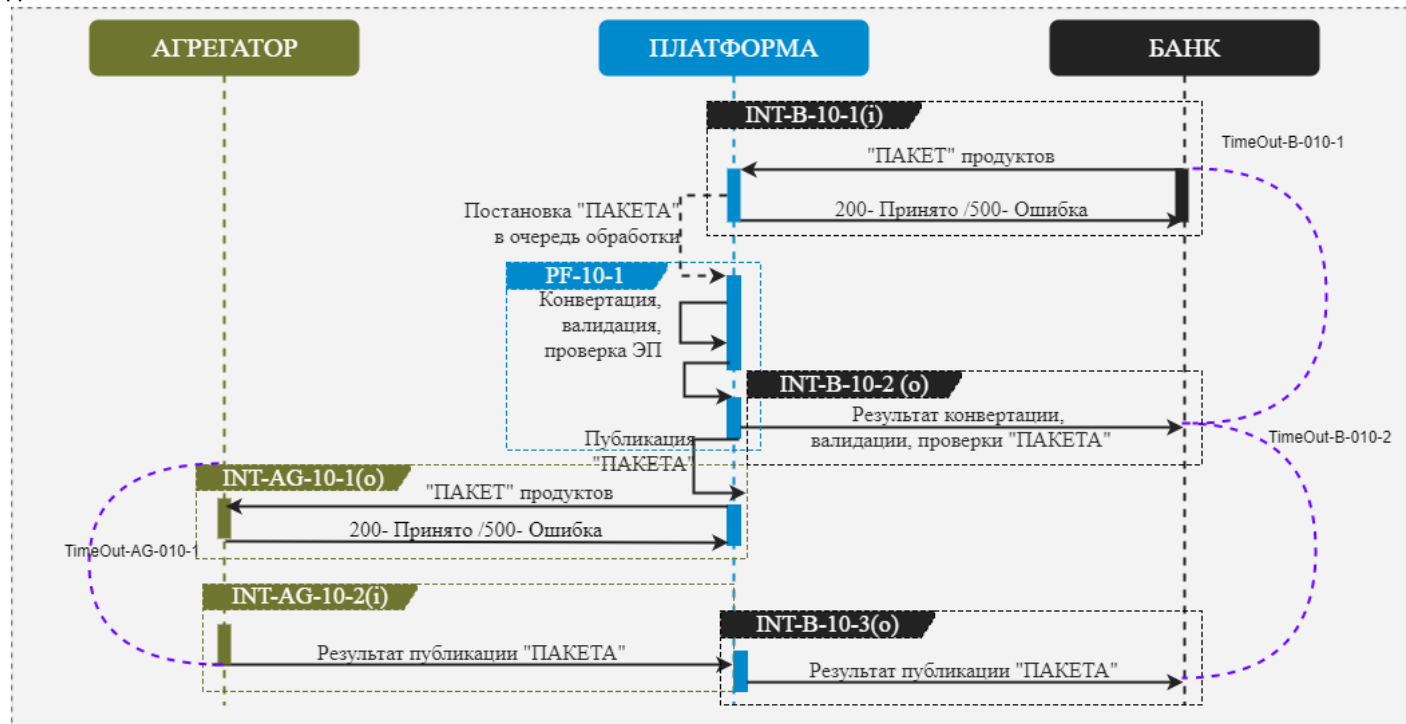 АГРЕГАТОР
ПЛАТФОРМА
БАНК
INT-B-10-1(i)
TimeOut-B-010-1
"ПАКЕТ" продуктов
Постановка "ПАКЕТА"
в очередь обработки
200- Принято /500- Ошибка
PF-10-1
Конвертация,
валидация,
проверка ЭП
INT-B-10-2 (o)
Результат конвертации,
валидации, проверки "ПАКЕТА"
TimeOut-B-010-2
Публикация
"ПАКЕТА"
INT-AG-10-1(o)
"ПАКЕТ" продуктов
200- Принято /500- Ошибка
TimeOut-AG-010-1
INT-AG-10-2(i)
Результат публикации "ПАКЕТА"
INT-B-10-3(o)
Результат публикации "ПАКЕТА"